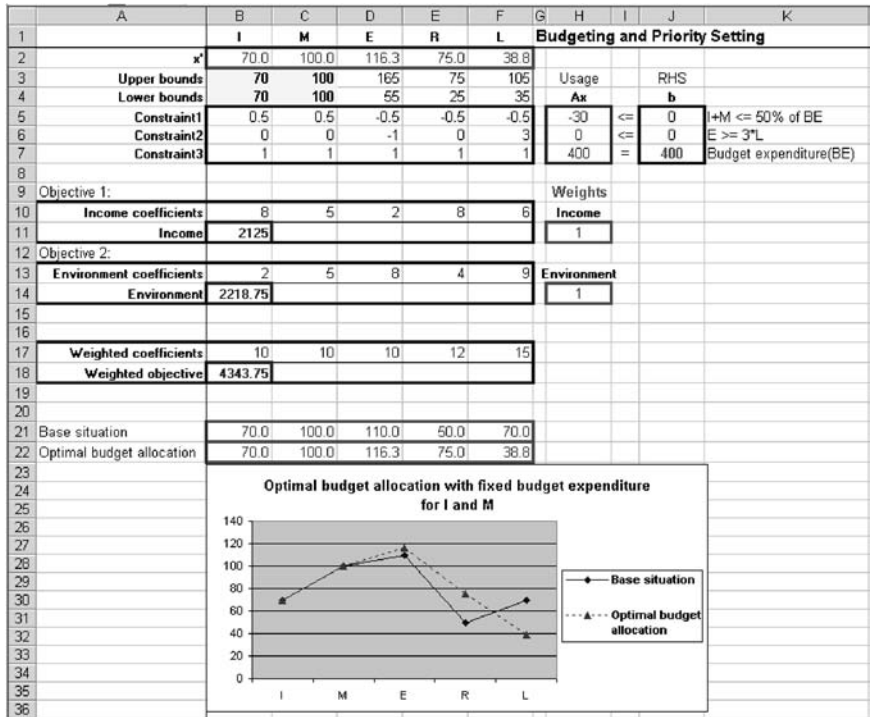 A B C D E F G H I J K
1 I M E R L Budgeting and Priority Setting
2 x' 70.0 100.0 116.3 75.0 38.8
3 Upper bounds 70 100 165 75 105 Usage RHS
4 Lower bounds 70 100 55 25 35 Ax b
5 Constraint1 0.5 0.5 -0.5 -0.5 -0.5 -30 <= 0 I+M <= 50% of BE
6 Constraint2 0 0 -1 0 3 0 <= 0 E >= 3*L
7 Constraint3 1 1 1 1 1 400 = 400 Budget expenditure(BE)
8
9 Objective 1: Weights
10 Income coefficients 8 5 2 8 6 Income
11 Income 2125 1
12 Objective 2:
13 Environment coefficients 2 5 8 4 9 Environment
14 Environment 2218.75 1
15
16
17 Weighted coefficients 10 10 10 12 15
18 Weighted objective 4343.75
19
20
21 Base situation 70.0 100.0 110.0 50.0 70.0
22 Optimal budget allocation 70.0 100.0 116.3 75.0 38.8
23
24 Optimal budget allocation with fixed budget expenditure
25 for I and M
26 140
27 120
28 100
29 80 Base situation
30 60 Optimal budget
31 allocation
32 40
33 20
34 0
35 I M E R L
36